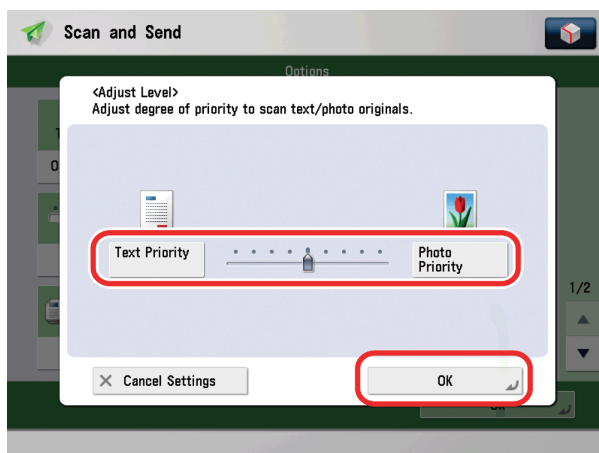 Scan and Send
Options
<Adjust Level>
Adjust degree of priority to scan text/photo originals.
Text Priority
Photo
Priority
1/2
Cancel Settings
OK